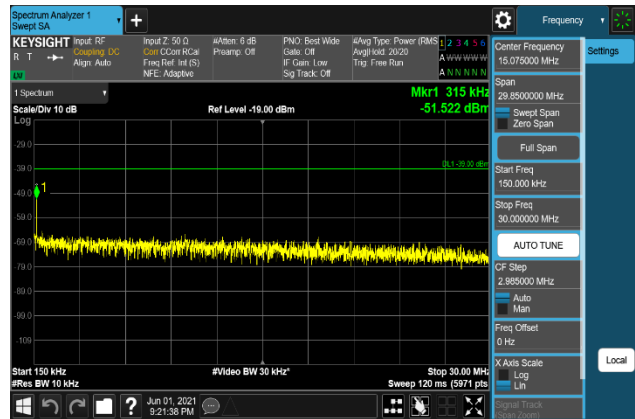 Spectrum Analyzer 1
Swept SA
Frequency
KEYSIGHT Input: RF Input Z: 50 Ω #Atten: 6 dB PNO: Best Wide #Avg Type: Power (RMS 1 2 3 4 5 6
R T Coupling: DC Corr CCorr RCal Preamp: Off Gate: Off Avg|Hold: 20/20 A W W W W W
Align: Auto Freq Ref: Int (S) IF Gain: Low Trig: Free Run
LW NFE: Adaptive Sig Track: Off A N N N N N
1 Spectrum
Mkr1 315 kHz
Scale/Div 10 dB Ref Level -19.00 dBm -51.522 dBm
Log
-29.0
DL1 -39.00 dBm
-39.0
1
-49.0
-59.0
-69.0
-79.0
-89.0
-99.0
-109
Start 150 kHz #Video BW 30 kHz* Stop 30.00 MHz
#Res BW 10 kHz Sweep 120 ms (5971 pts
Jun 01, 2021
9:21:38 PM
Center Frequency
15.075000 MHz
Settings
Span
29.8500000 MHz
Swept Span
Zero Span
Full Span
Start Freq
150.000 kHz
Stop Freq
30.000000 MHz
AUTO TUNE
CF Step
2.985000 MHz
Auto
Man
Freq Offset
0 Hz
X Axis Scale
Log
Lin
Local
Signal Track
(Span Zoom)